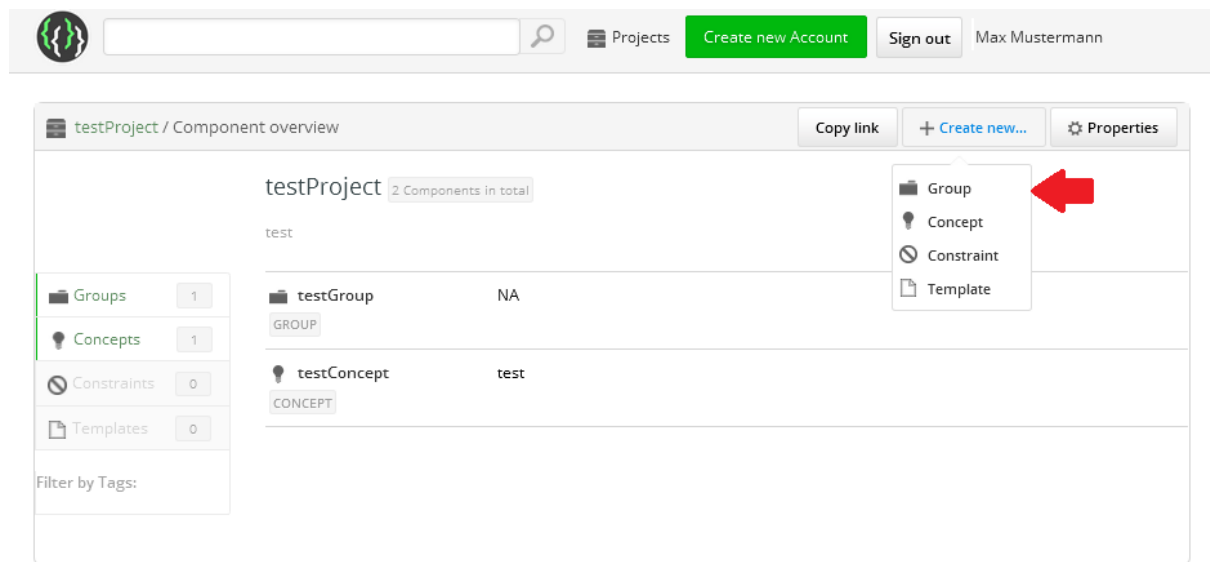 Projects Create new Account Sign out Max Mustermann
testProject / Component overview Copy link Create new... Properties
testProject 2 Components in total
test
Group
Concept
Constraint
Template
Groups 1
Concepts 1
Constraints 0
Templates 0
Filter by Tags:
testGroup NA
GROUP
testConcept test
CONCEPT